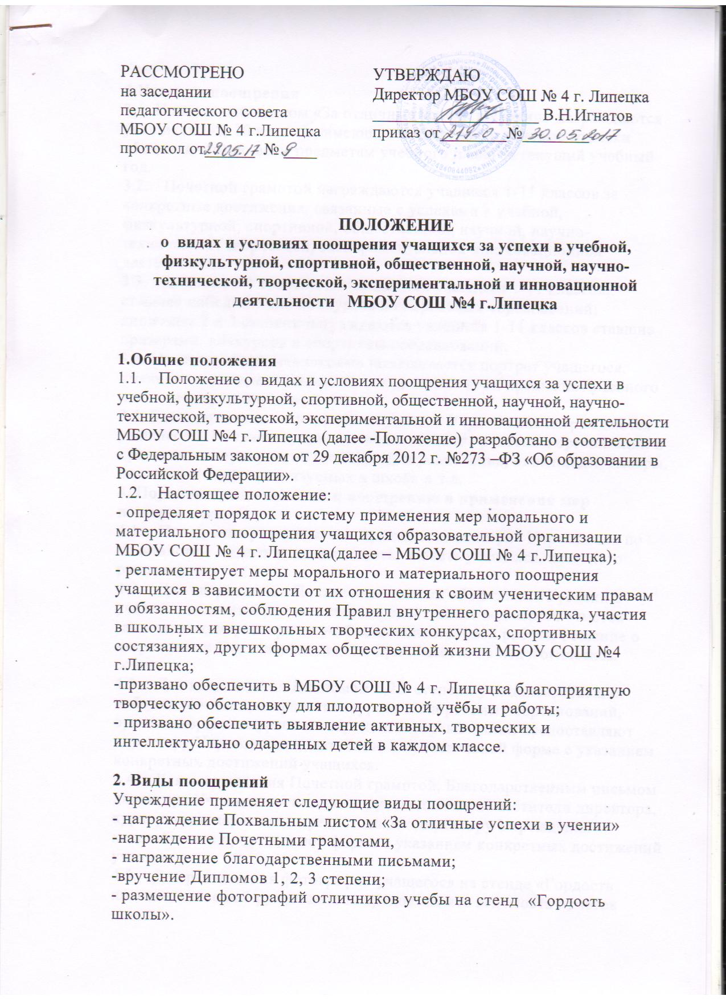 РАССМОТРЕНО
на заседании
педагогического совета
МБОУ СОШ № 4 г.Липецка
протокол от 29.05.17 № 9
УТВЕРЖДАЮ
Директор МБОУ СОШ № 4 г. Липецка
В.Н.Игнатов
приказ от 219-о № 30.05.2017
ПОЛОЖЕНИЕ
о видах и условиях поощрения учащихся за успехи в учебной,
физкультурной, спортивной, общественной, научной, научно-
технической, творческой, экспериментальной и инновационной
деятельности МБОУ СОШ №4 г.Липецка
1.Общие положения
1.1. Положение о видах и условиях поощрения учащихся за успехи в
учебной, физкультурной, спортивной, общественной, научной, научно-
технической, творческой, экспериментальной и инновационной деятельности
МБОУ СОШ №4 г. Липецка (далее -Положение) разработано в соответствии
с Федеральным законом от 29 декабря 2012 г. №273 –ФЗ «Об образовании в
Российской Федерации».
1.2. Настоящее положение:
- определяет порядок и систему применения мер морального и
материального поощрения учащихся образовательной организации
МБОУ СОШ № 4 г. Липецка(далее – МБОУ СОШ № 4 г.Липецка);
- регламентирует меры морального и материального поощрения
учащихся в зависимости от их отношения к своим ученическим правам
и обязанностям, соблюдения Правил внутреннего распорядка, участия
в школьных и внешкольных творческих конкурсах, спортивных
состязаниях, других формах общественной жизни МБОУ СОШ №4
г.Липецка;
-призвано обеспечить в МБОУ СОШ № 4 г. Липецка благоприятную
творческую обстановку для плодотворной учёбы и работы;
- призвано обеспечить выявление активных, творческих и
интеллектуально одаренных детей в каждом классе.
2. Виды поощрений
Учреждение применяет следующие виды поощрений:
- награждение Похвальным листом «За отличные успехи в учении»
-награждение Почетными грамотами,
- награждение благодарственными письмами;
-вручение Дипломов 1, 2, 3 степени;
- размещение фотографий отличников учебы на стенд «Гордость
школы».